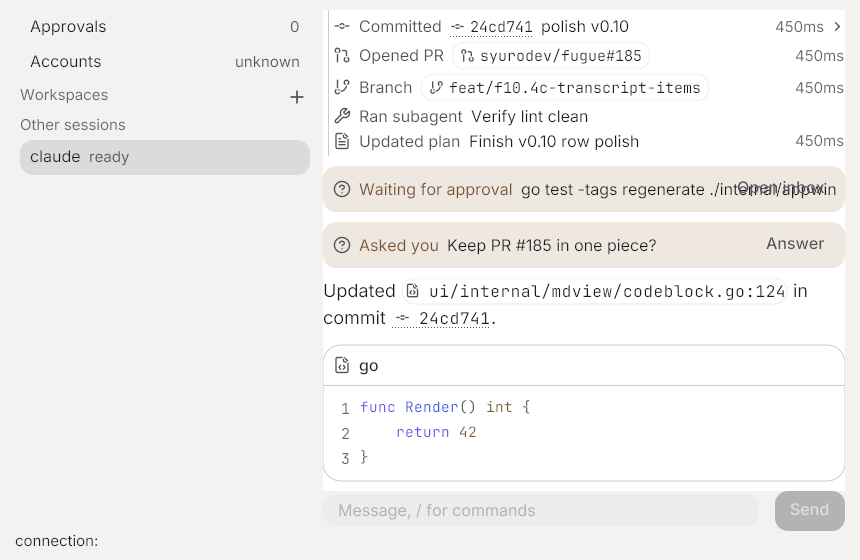 Approvals 0
Accounts unknown
Workspaces +
Other sessions
claude ready
connection:
Committed 24cd741 polish v0.10 450ms
Opened PR syurodev/fugue#185 450ms
Branch feat/f10.4c-transcript-items 450ms
Ran subagent Verify lint clean
Updated plan Finish v0.10 row polish 450ms
Waiting for approval go test -tags regenerate ./internal/appwin Open inbox
Asked you Keep PR #185 in one piece? Answer
Updated ui/internal/mdview/codeblock.go:124 in
commit 24cd741.
go
1 func Render() int {
2     return 42
3 }
Message, / for commands Send